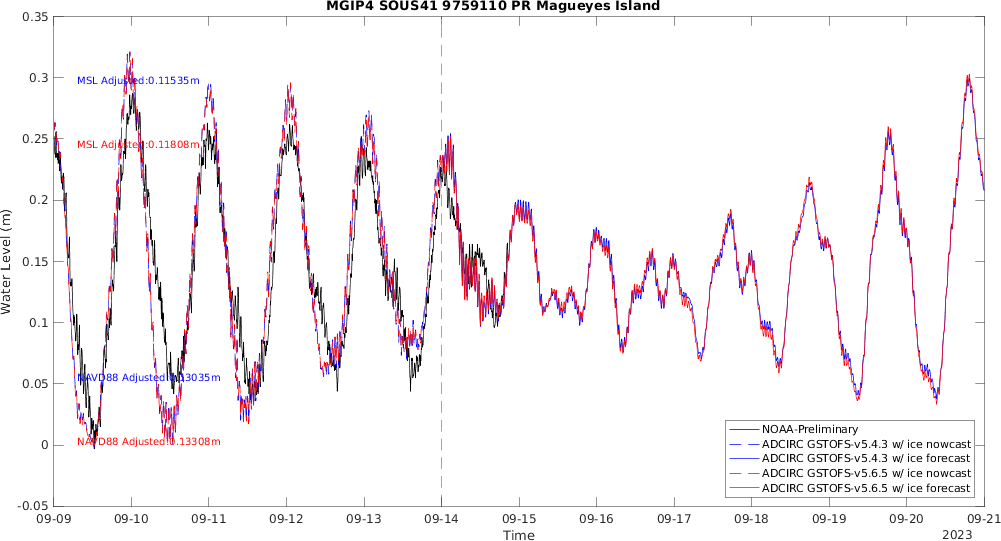 MGIP4 SOUS41 9759110 PR Magueyes Island
0.35
0.3
0.25
0.2
0.15
0.1
0.05
0
-0.05
Water Level (m)
MSL Adjusted:0.11535m
MSL Adjusted:0.11808m
NAVD88 Adjusted:0.13035m
NAVD88 Adjusted:0.13308m
NOAA-Preliminary
ADCIRC GSTOFS-v5.4.3 w/ ice nowcast
ADCIRC GSTOFS-v5.4.3 w/ ice forecast
ADCIRC GSTOFS-v5.6.5 w/ ice nowcast
ADCIRC GSTOFS-v5.6.5 w/ ice forecast
09-09 09-10 09-11 09-12 09-13 09-14 09-15 09-16 09-17 09-18 09-19 09-20 09-21
Time
2023